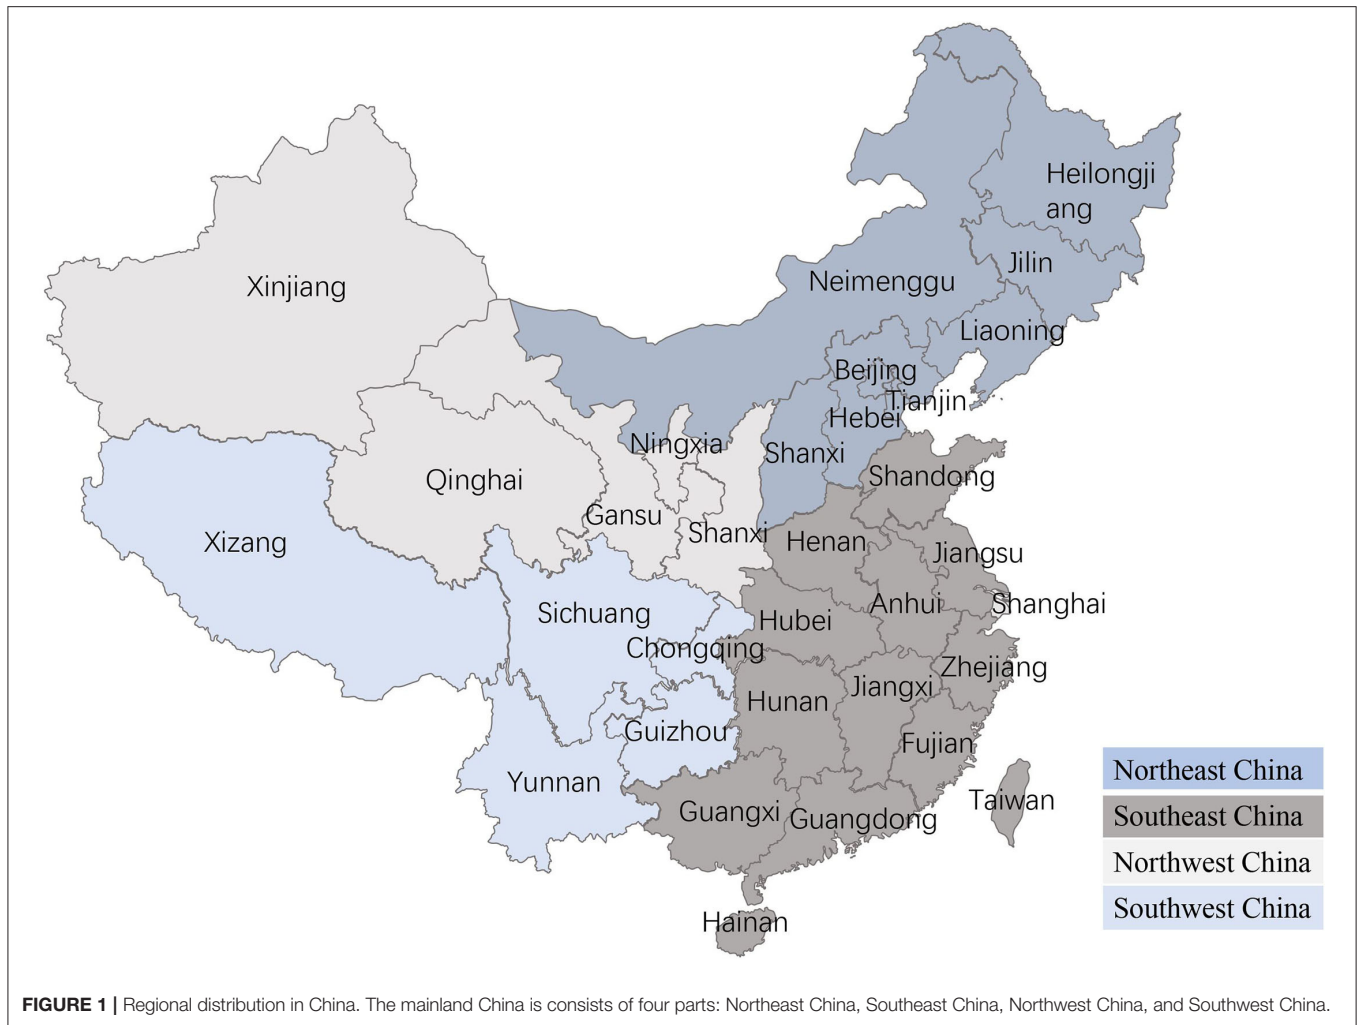 Heilongji
ang
Jilin
Neimenggu
Xinjiang
Liaoning
Beijing
Tianjin
Hebei
Ningxia
Shanxi
Shandong
Qinghai
Gansu
Shanxi
Henan
Xizang
Jiangsu
Anhui
Shanghai
Sichuang
Hubei
Chongqing
Zhejiang
Jiangxi
Hunan
Guizhou
Fujian
Yunnan
Taiwan
Guangxi
Guangdong
Hainan
Northeast China
Southeast China
Northwest China
Southwest China
FIGURE 1 | Regional distribution in China. The mainland China is consists of four parts: Northeast China, Southeast China, Northwest China, and Southwest China.